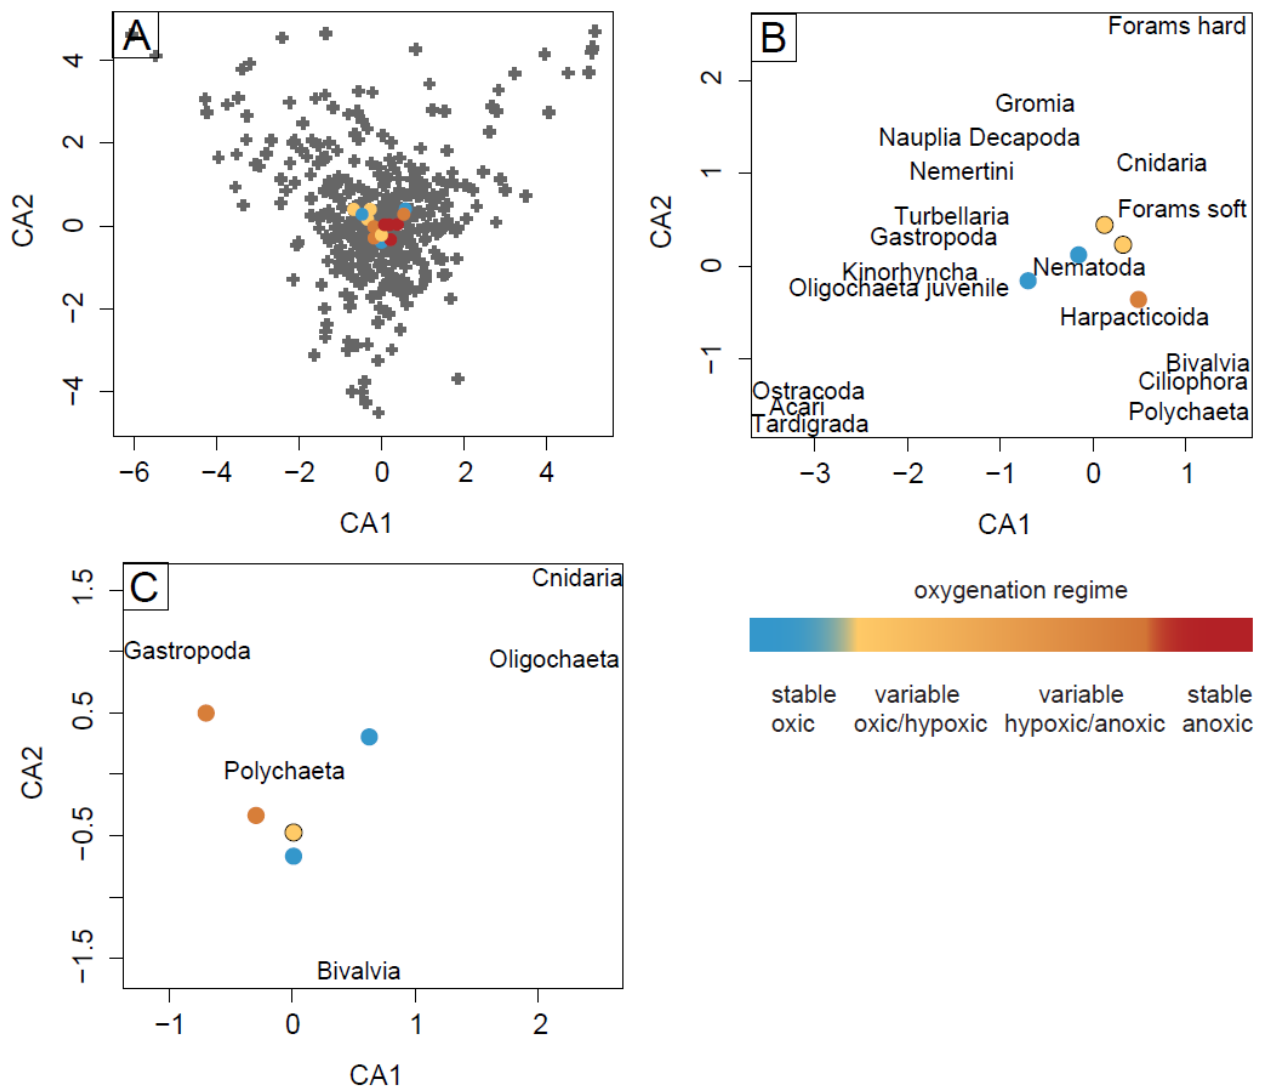 A
4
2
0
−2
−4
CA2
−6
−4
−2
0
2
4
CA1
B
Forams hard
Gromia
Nauplia Decapoda
Cnidaria
Nemertini
Forams soft
Turbellaria
Gastropoda
Nematoda
Kinorhyncha
Oligochaeta juvenile
Harpacticoida
Bivalvia
Ciliophora
Ostracoda
Acari
Polychaeta
Tardigrada
2
1
0
−1
CA2
−3
−2
−1
0
1
CA1
C
Cnidaria
Gastropoda
Oligochaeta
Polychaeta
Bivalvia
1.5
0.5
−0.5
−1.5
CA2
−1
0
1
2
CA1
oxygenation regime
stable variable variable stable
oxic oxic/hypoxic hypoxic/anoxic anoxic